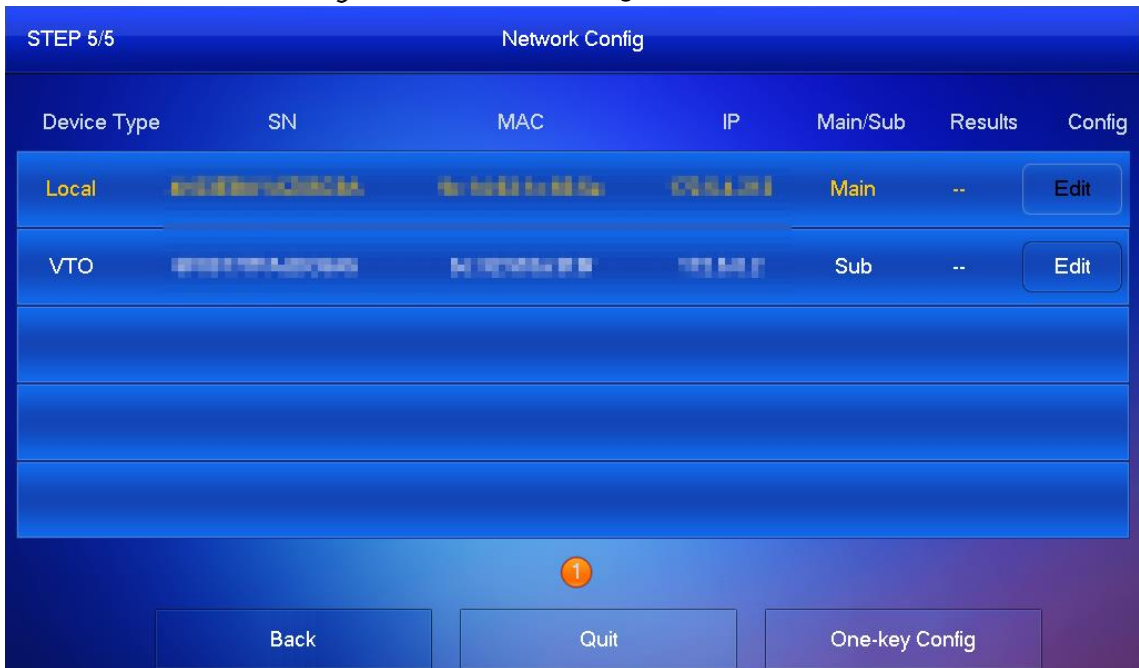 STEP 5/5 Network Config
Device Type SN MAC IP Main/Sub Results Config
Local Main -- Edit
VTO Sub -- Edit
1
Back Quit One-key Config